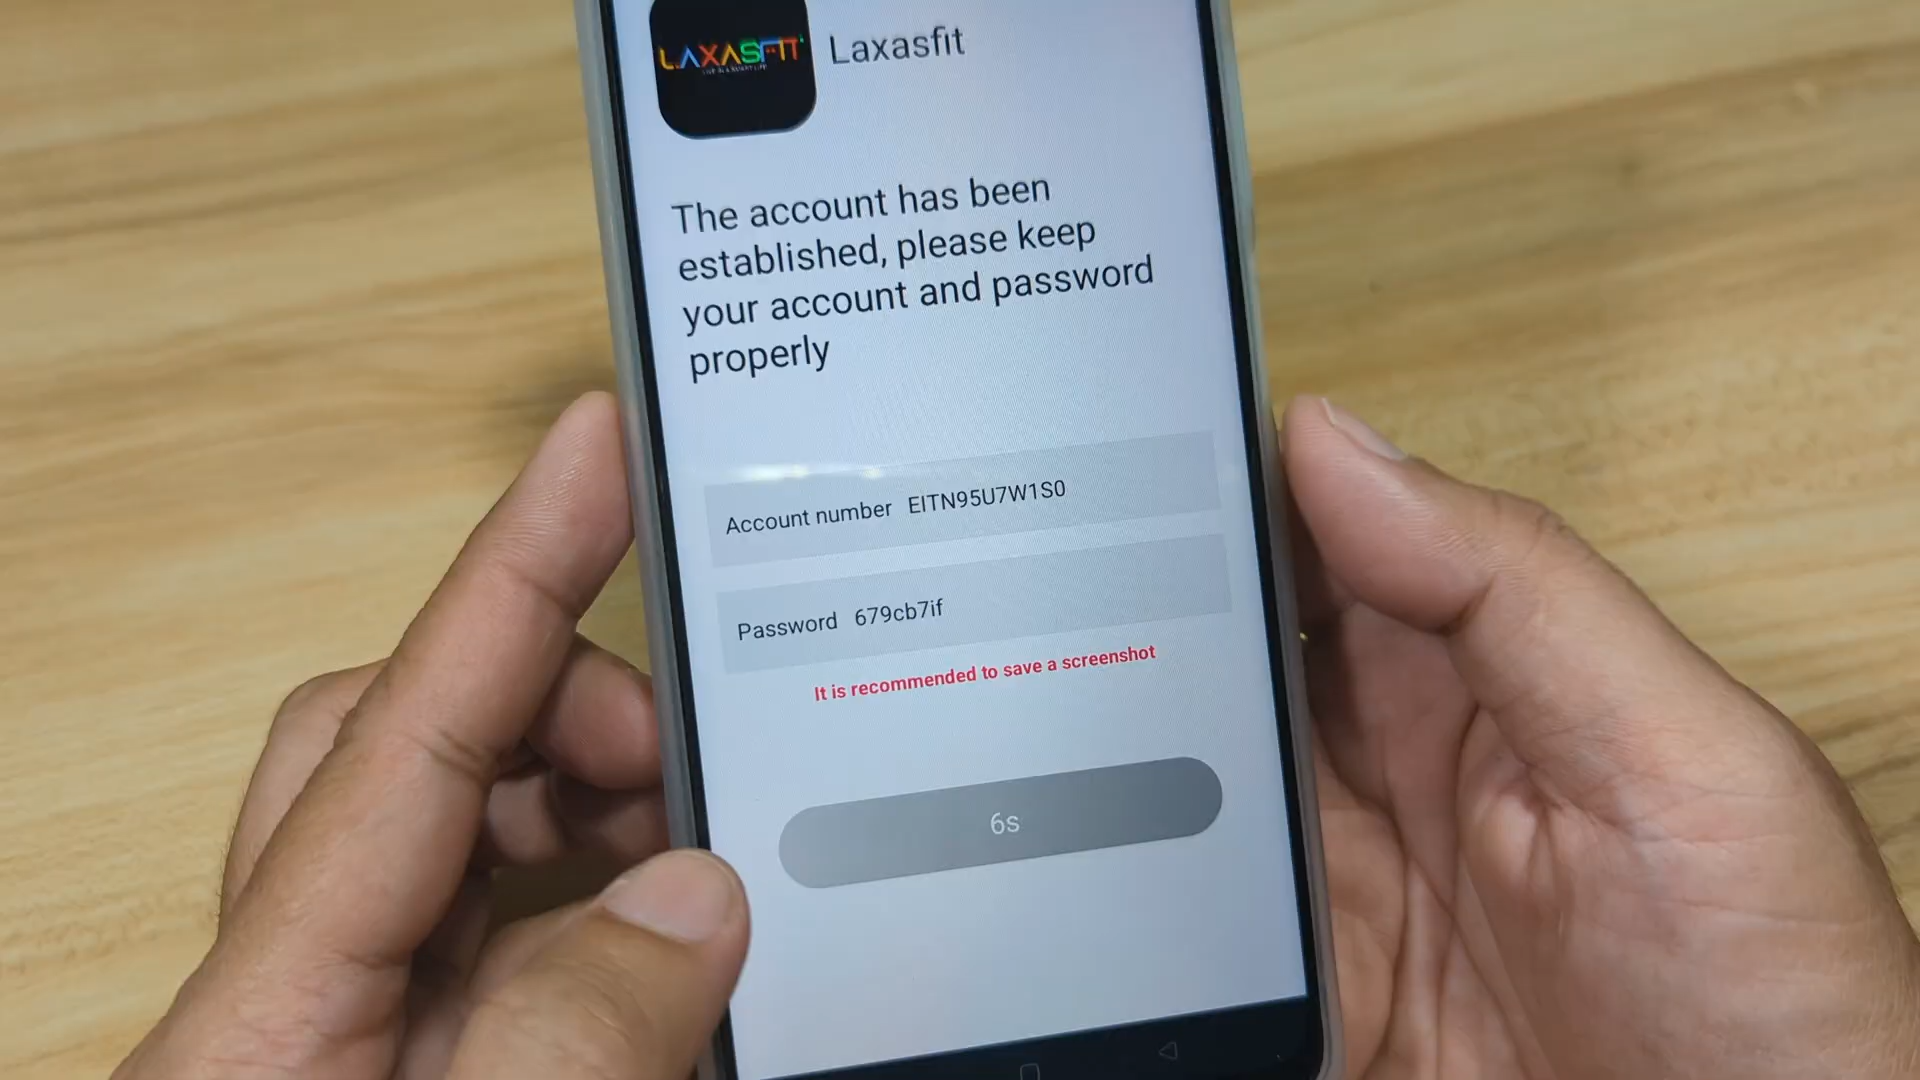 LAXASFIT
Laxasfit
The account has been
established, please keep
your account and password
properly
Account number EITN95U7W1S0
Password 679cb7if
It is recommended to save a screenshot
6s